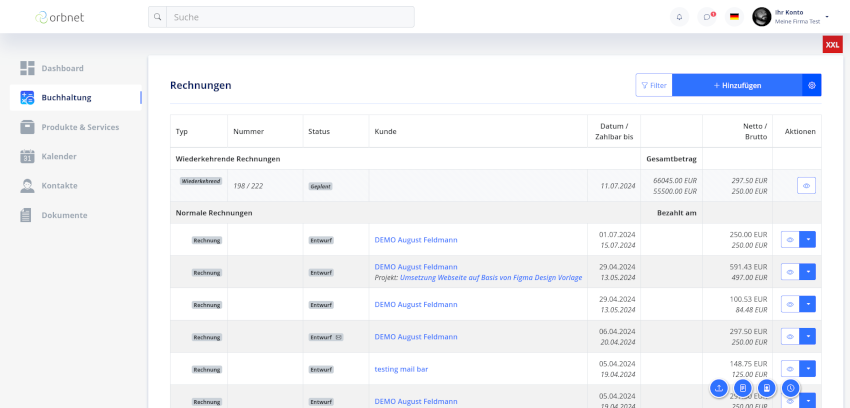 orbnet
Suche
Ihr Konto
Meine Firma Test
XXL
Dashboard
Buchhaltung
Produkte & Services
Kalender
Kontakte
Dokumente
Rechnungen
Filter
+ Hinzufügen
Typ Nummer Status Kunde Datum / Zahlbar bis Netto / Brutto Aktionen
Wiederkehrende Rechnungen Gesamtbetrag
Wiederkehrend 198 / 222 Geplant 11.07.2024 66045.00 EUR 297.50 EUR
55500.00 EUR 250.00 EUR
Normale Rechnungen Bezahlt am
Rechnung Entwurf DEMO August Feldmann 01.07.2024 250.00 EUR
15.07.2024 250.00 EUR
Rechnung Entwurf DEMO August Feldmann 29.04.2024 591.43 EUR
Projekt: Umsetzung Webseite auf Basis von Figma Design Vorlage 13.05.2024 497.00 EUR
Rechnung Entwurf DEMO August Feldmann 29.04.2024 100.53 EUR
13.05.2024 84.48 EUR
Rechnung Entwurf DEMO August Feldmann 06.04.2024 297.50 EUR
20.04.2024 250.00 EUR
Rechnung Entwurf testing mail bar 05.04.2024 148.75 EUR
19.04.2024 125.00 EUR
Rechnung Entwurf DEMO August Feldmann 05.04.2024 EUR
19.04.2024 250.00 EUR